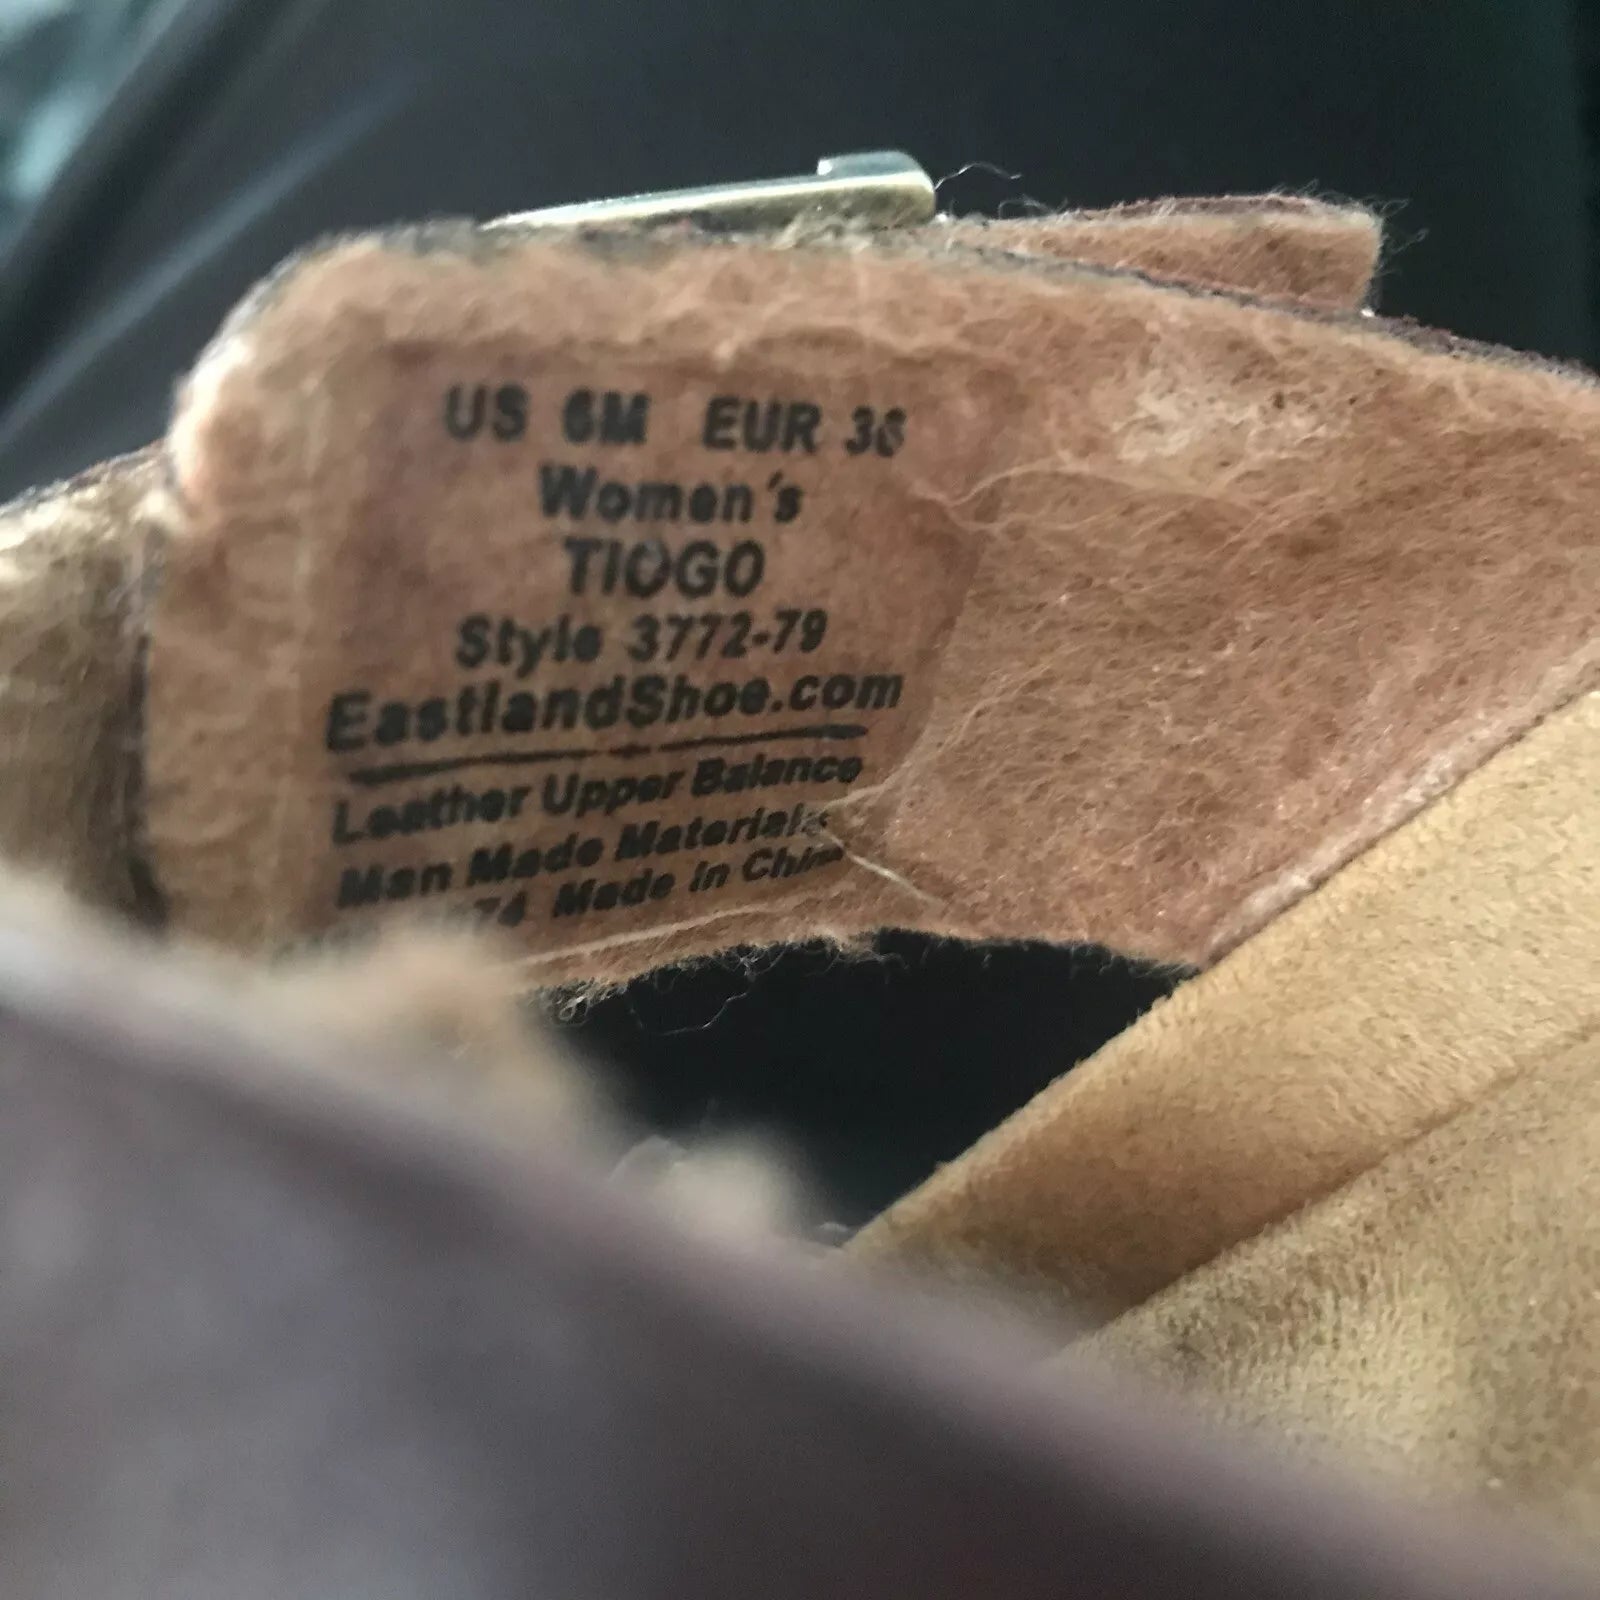 US 6M EUR 36
Women's
TIOGO
Style 3772-79
EastlandShoe.com
Leather Upper Balance
Man Made Materials
74 Made in China